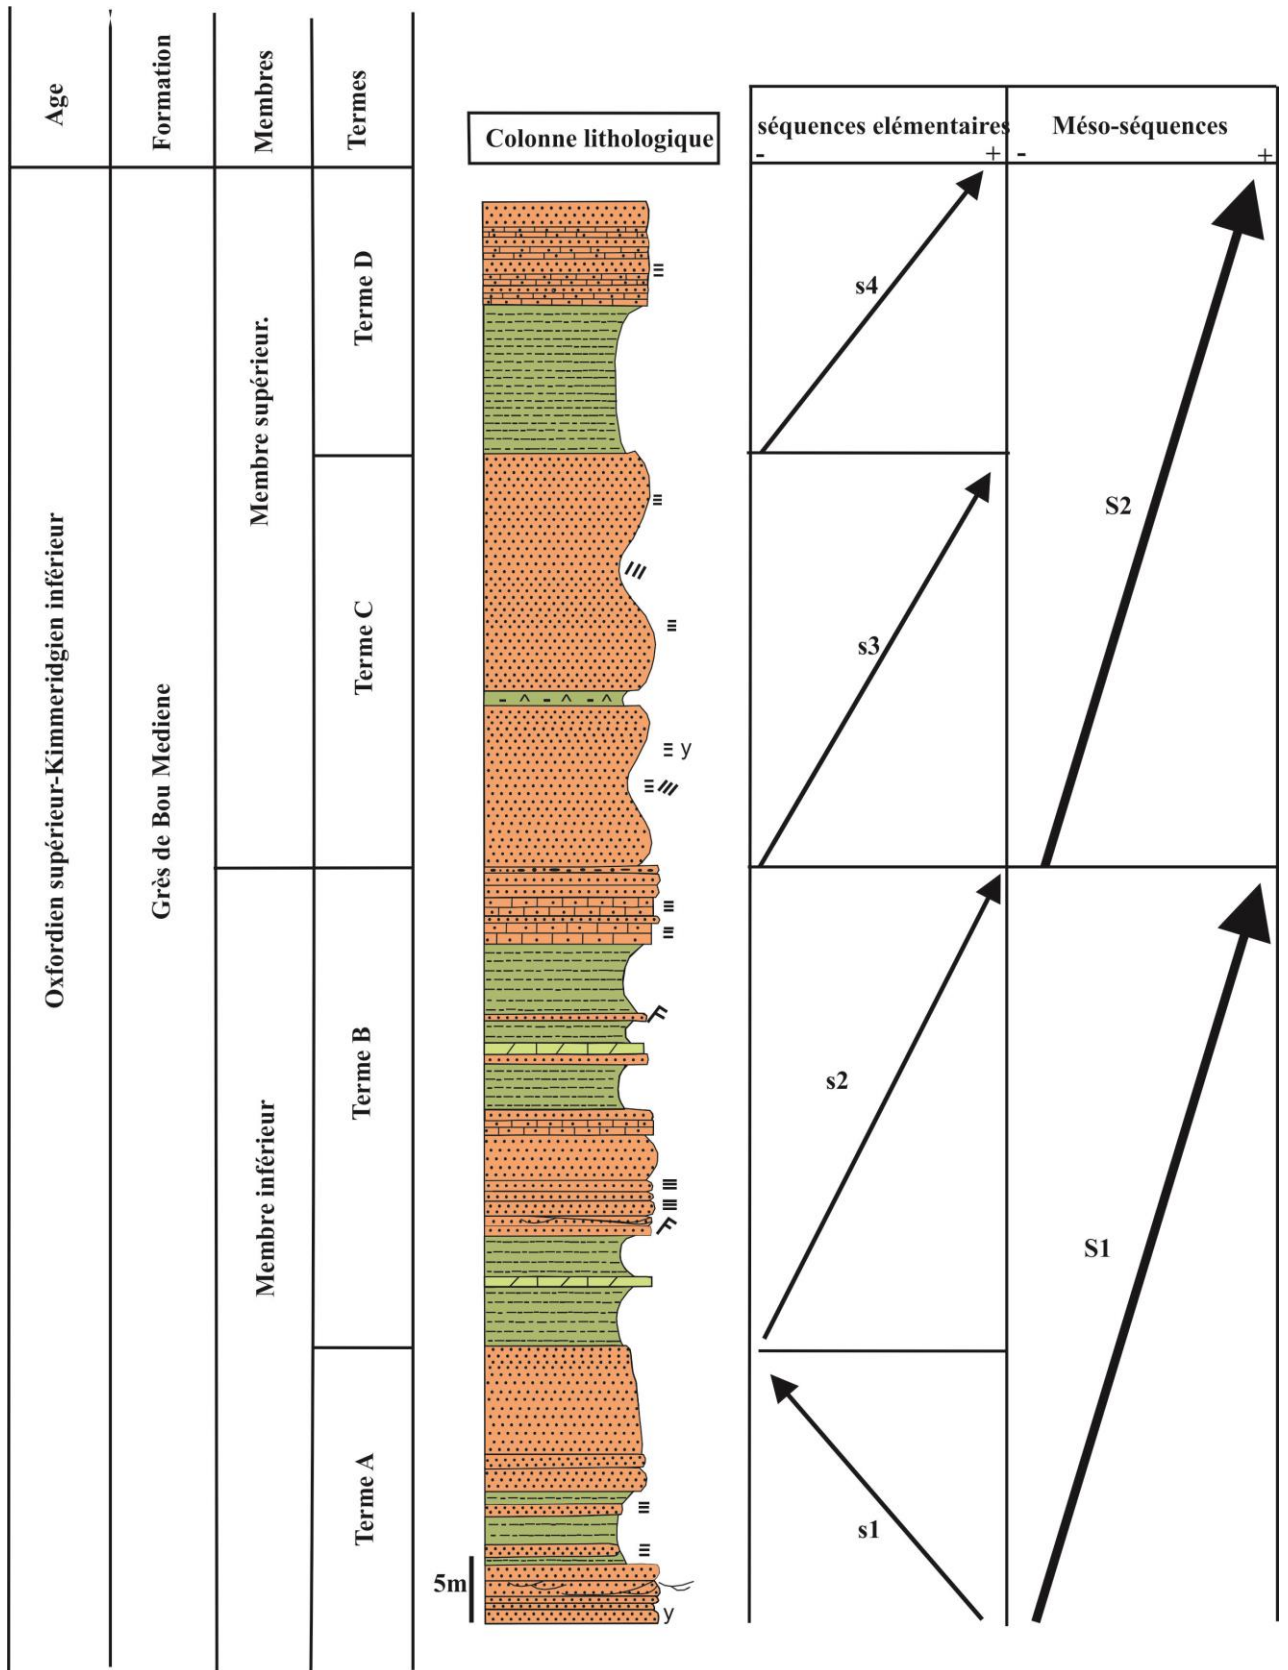 Age
Formation
Membres
Termes
Colonne lithologique
séquences elémentaires
- +
Méso-séquences
- +
Oxfordien supérieur-Kimmeridgien inférieur
Grès de Bou Mediene
Membre supérieur.
Membre inférieur
Terme D
Terme C
Terme B
Terme A
y
y
5m
s4
s3
s2
s1
S2
S1